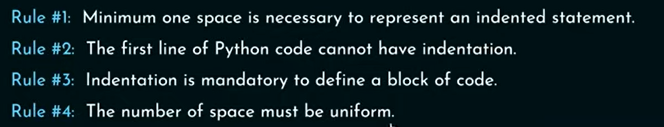 Rule #1: Minimum one space is necessary to represent an indented statement.
Rule #2: The first line of Python code cannot have indentation.
Rule #3: Indentation is mandatory to define a block of code.
Rule #4: The number of space must be uniform.